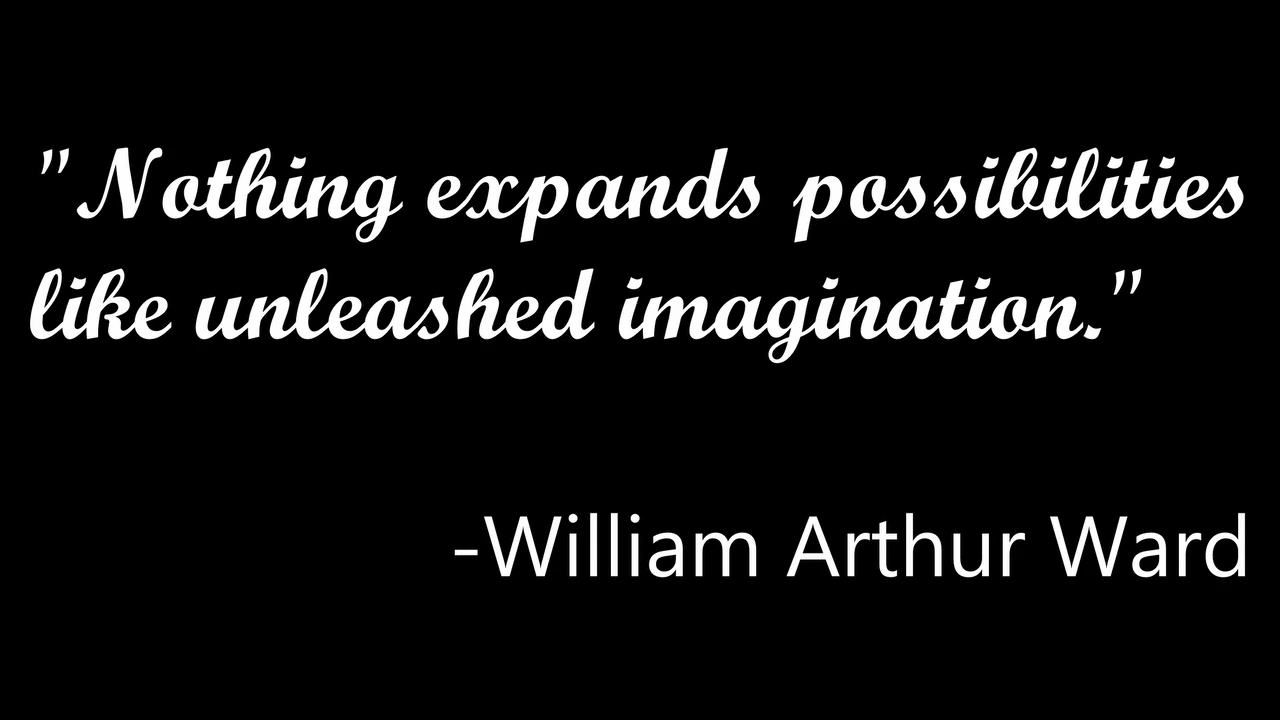 "Nothing expands possibilities
like unleashed imagination."
-William Arthur Ward